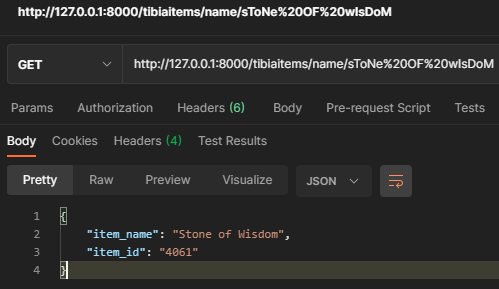 http://127.0.0.1:8000/tibiaitems/name/sToNe%20OF%20wIsDoM
GET http://127.0.0.1:8000/tibiaitems/name/sToNe%20OF%20wIsDoM
Params Authorization Headers (6) Body Pre-request Script Tests
Body Cookies Headers (4) Test Results
Pretty Raw Preview Visualize JSON
1 {
2 "item_name": "Stone of Wisdom",
3 "item_id": "4061"
4 }